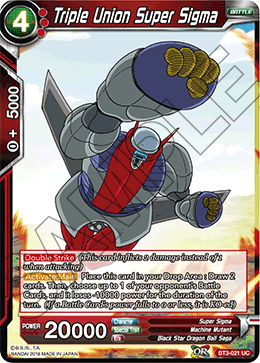 4
Triple Union Super Sigma
BATTLE
0 + 5000
SAMPLE
Double Strike (This card inflicts 2 damage instead of 1
when attacking)
Activate:Main Place this card in your Drop Area : Draw 2
cards. Then, choose up to 1 of your opponent's Battle
Cards, and it loses -10000 power for the duration of the
turn. (If a Battle Card's power falls to 0 or less, it is KO-ed)
POWER 20000
Character Super Sigma
Special Trait Machine Mutant
Era Black Star Dragon Ball Saga
©B.S./S., T.A.
BANDAI 2018 MADE IN JAPAN
BT3-021 UC